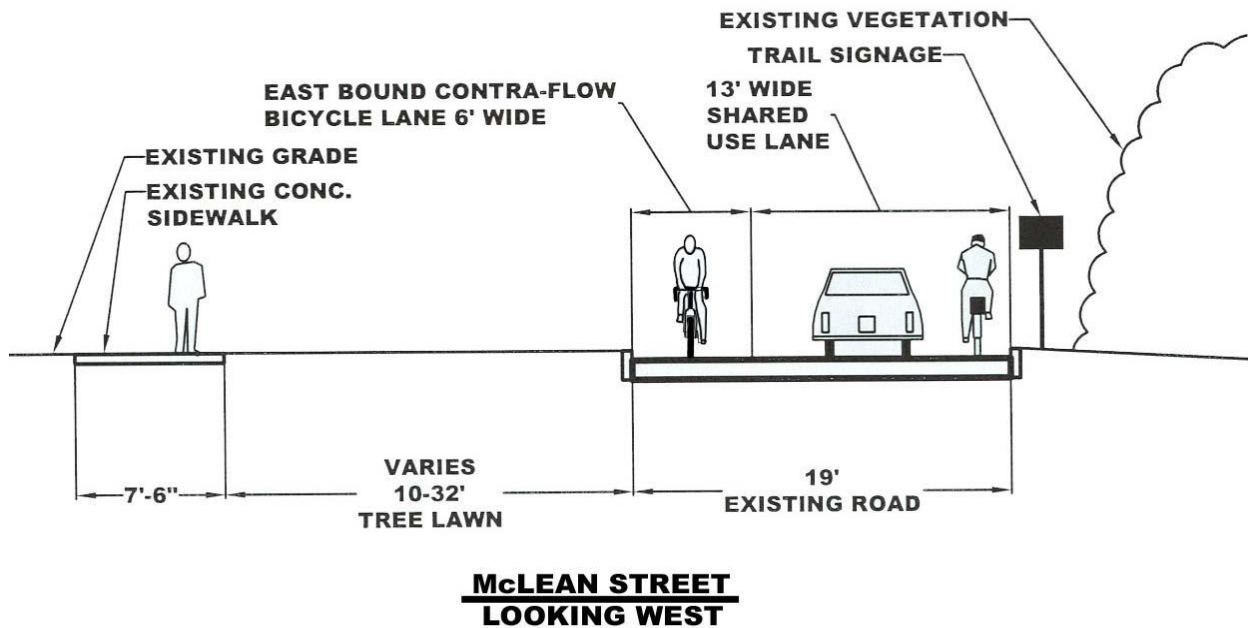 EXISTING VEGETATION
TRAIL SIGNAGE
EAST BOUND CONTRA-FLOW
BICYCLE LANE 6' WIDE
13' WIDE
SHARED
USE LANE
EXISTING GRADE
EXISTING CONC.
SIDEWALK
7'-6"
VARIES
10-32'
TREE LAWN
19'
EXISTING ROAD
McLEAN STREET
LOOKING WEST